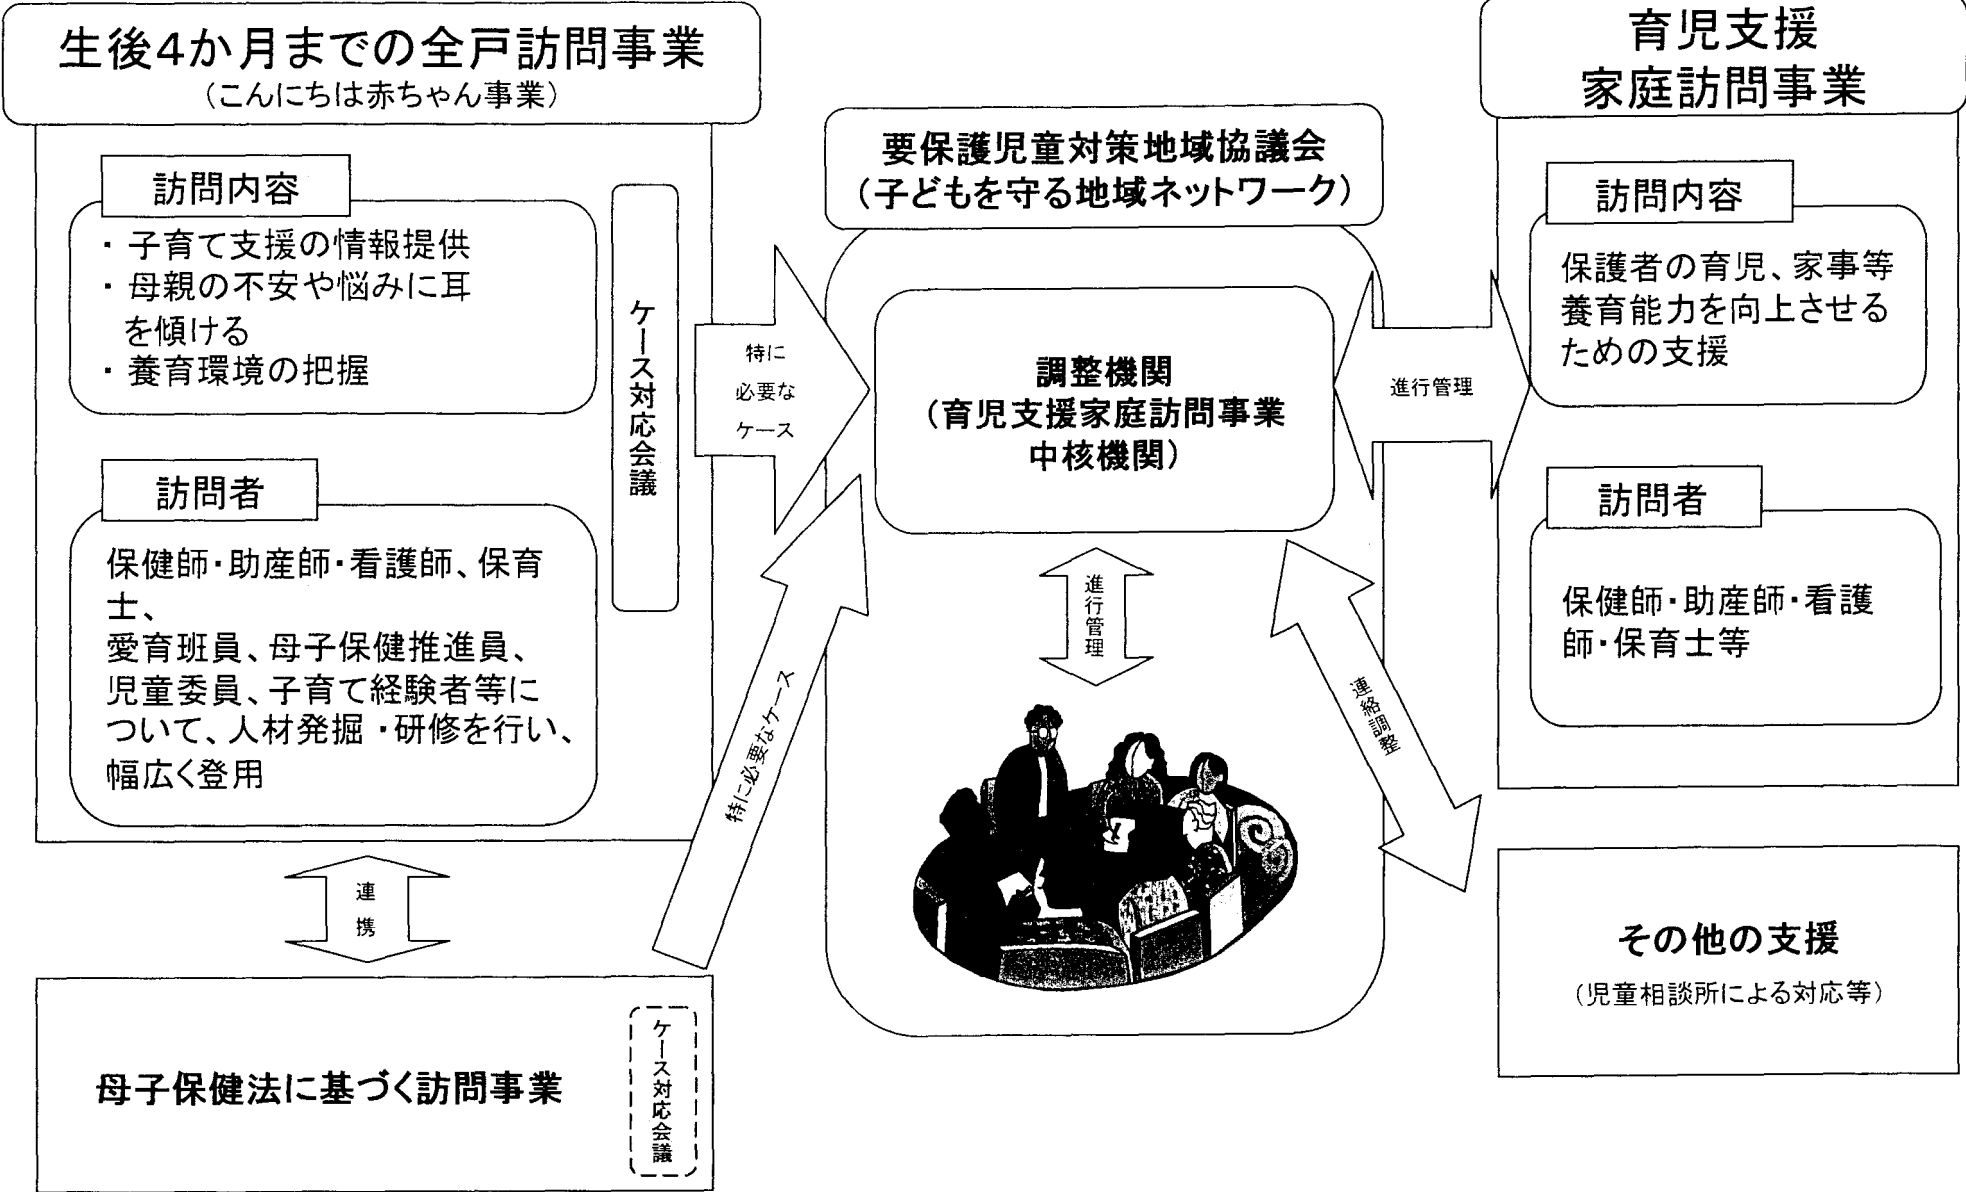 生後4か月までの全戸訪問事業
(こんにちは赤ちゃん事業)
訪問内容
・子育て支援の情報提供
・母親の不安や悩みに耳
を傾ける
・養育環境の把握
訪問者
保健師・助産師・看護師、保育
士、
愛育班員、母子保健推進員、
児童委員、子育て経験者等に
ついて、人材発掘・研修を行い、
幅広く登用
ケース対応会議
特に
必要な
ケース
連
携
母子保健法に基づく訪問事業
ケース対応会議
特に必要なケース
要保護児童対策地域協議会
(子どもを守る地域ネットワーク)
調整機関
(育児支援家庭訪問事業
中核機関)
進行管理
進行管理
連絡調整
育児支援
家庭訪問事業
訪問内容
保護者の育児、家事等
養育能力を向上させる
ための支援
訪問者
保健師・助産師・看護
師・保育士等
その他の支援
(児童相談所による対応等)